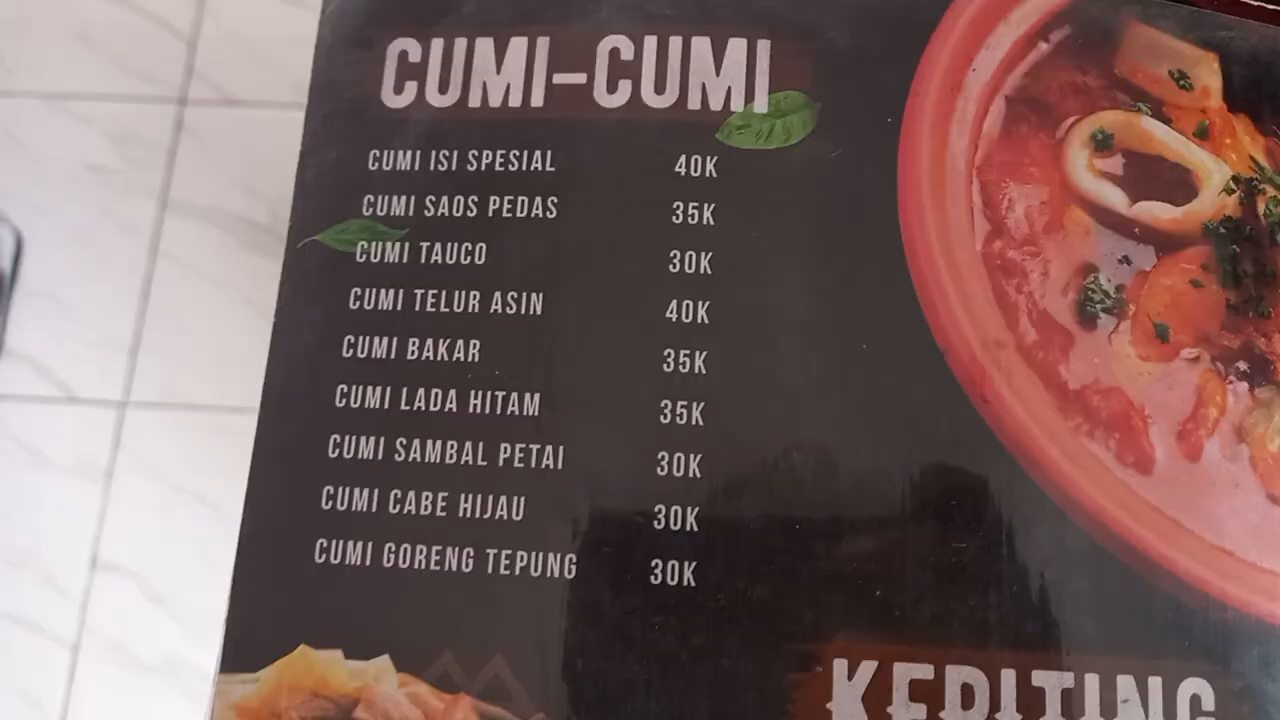 CUMI-CUMI
CUMI ISI SPESIAL 40K
CUMI SAOS PEDAS 35K
CUMI TAUCO 30K
CUMI TELUR ASIN 40K
CUMI BAKAR 35K
CUMI LADA HITAM 35K
CUMI SAMBAL PETAI 30K
CUMI CABE HIJAU 30K
CUMI GORENG TEPUNG 30K
KEPITING